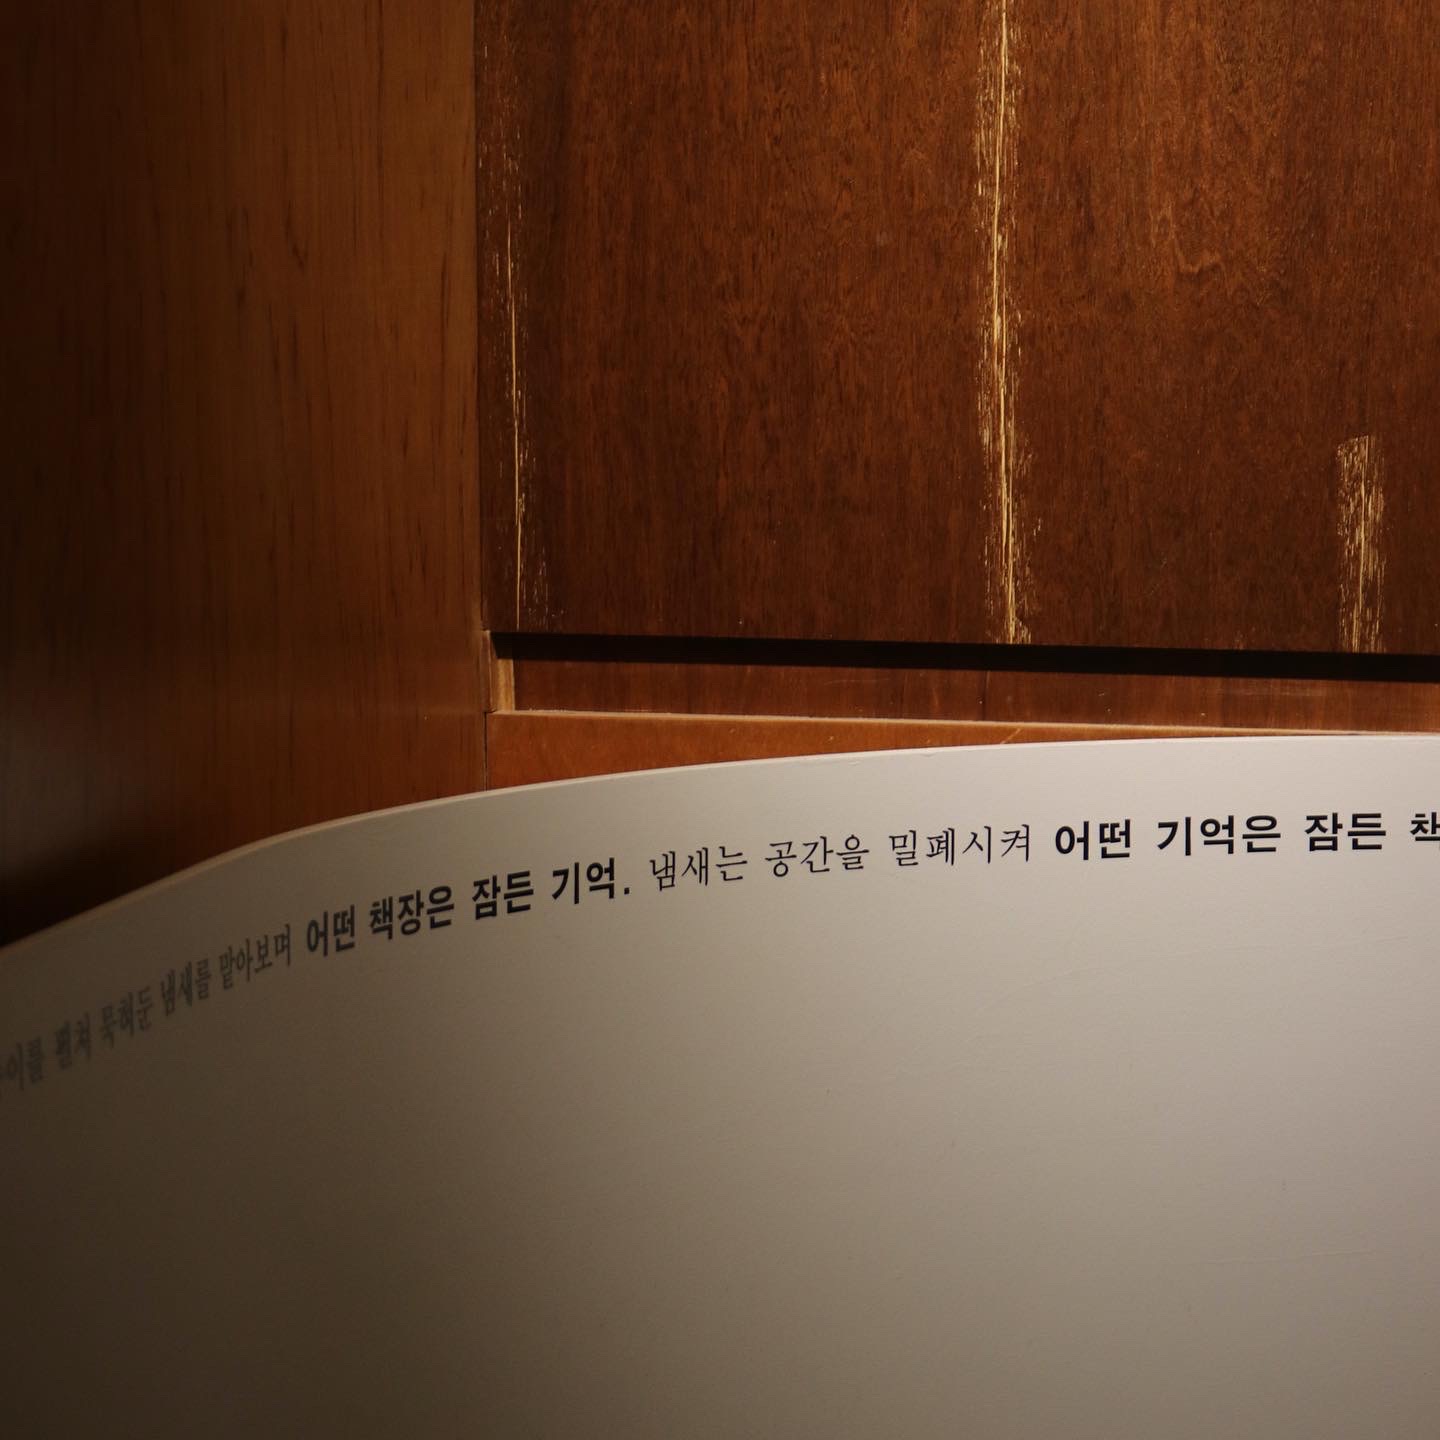 이를 펼쳐 묵혀둔 냄새를 맡아보며 어떤 책장은 잠든 기억. 냄새는 공간을 밀폐시켜 어떤 기억은 잠든 책